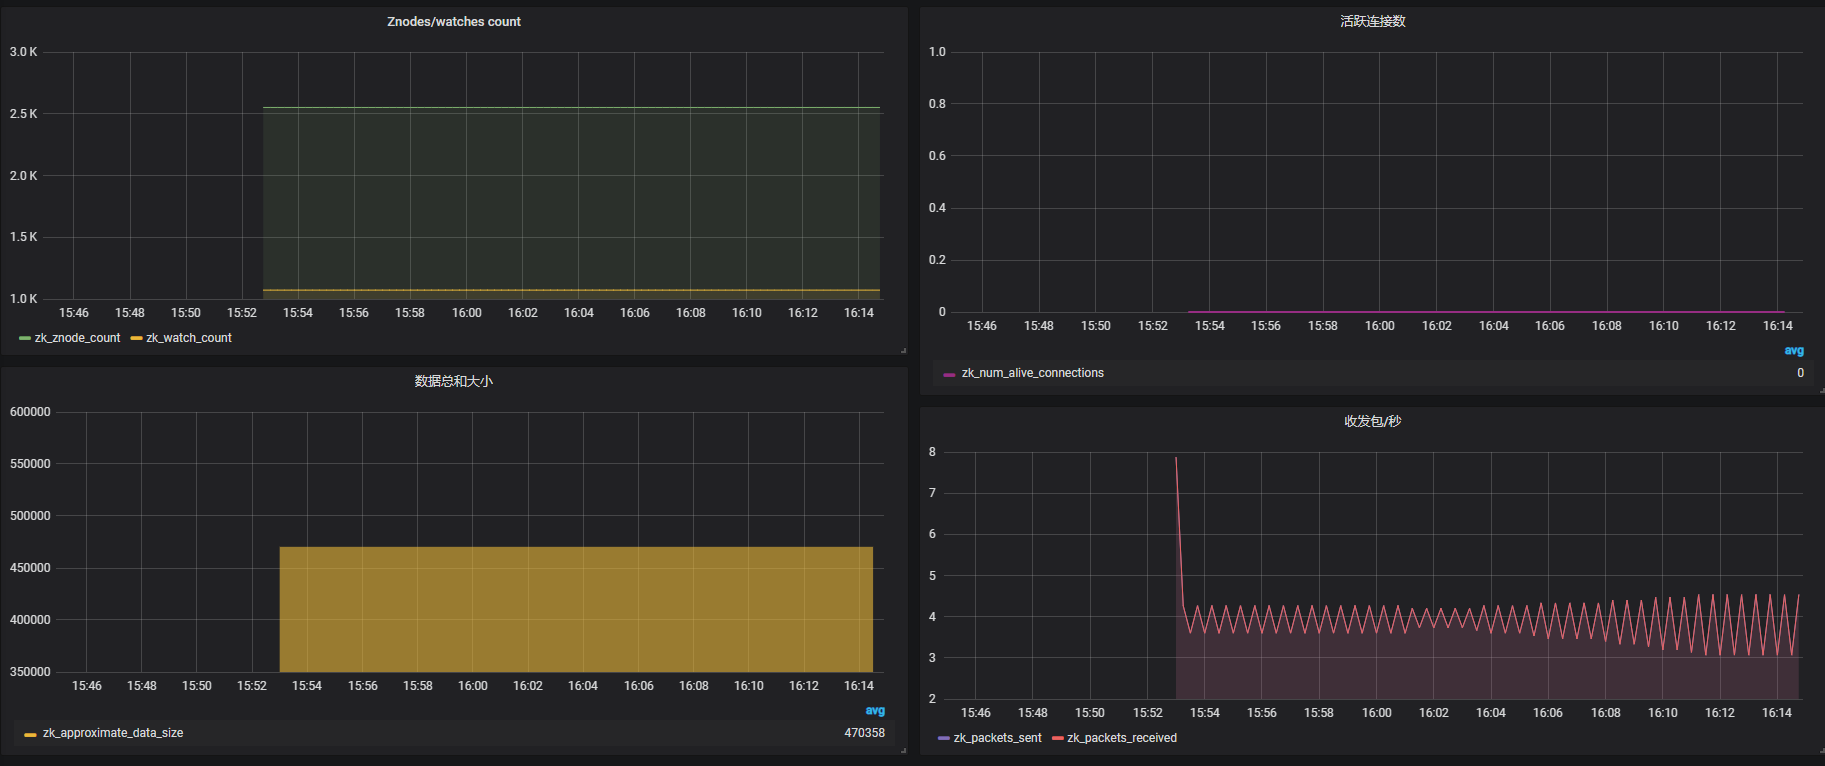 Znodes/watches count
3.0 K
2.5 K
2.0 K
1.5 K
1.0 K
15:46 15:48 15:50 15:52 15:54 15:56 15:58 16:00 16:02 16:04 16:06 16:08 16:10 16:12 16:14
zk_znode_count zk_watch_count
活跃连接数
1.0
0.8
0.6
0.4
0.2
0
15:46 15:48 15:50 15:52 15:54 15:56 15:58 16:00 16:02 16:04 16:06 16:08 16:10 16:12 16:14
avg
zk_num_alive_connections 0
数据总和大小
600000
550000
500000
450000
400000
350000
15:46 15:48 15:50 15:52 15:54 15:56 15:58 16:00 16:02 16:04 16:06 16:08 16:10 16:12 16:14
avg
zk_approximate_data_size 470358
收发包/秒
8
7
6
5
4
3
2
15:46 15:48 15:50 15:52 15:54 15:56 15:58 16:00 16:02 16:04 16:06 16:08 16:10 16:12 16:14
zk_packets_sent zk_packets_received